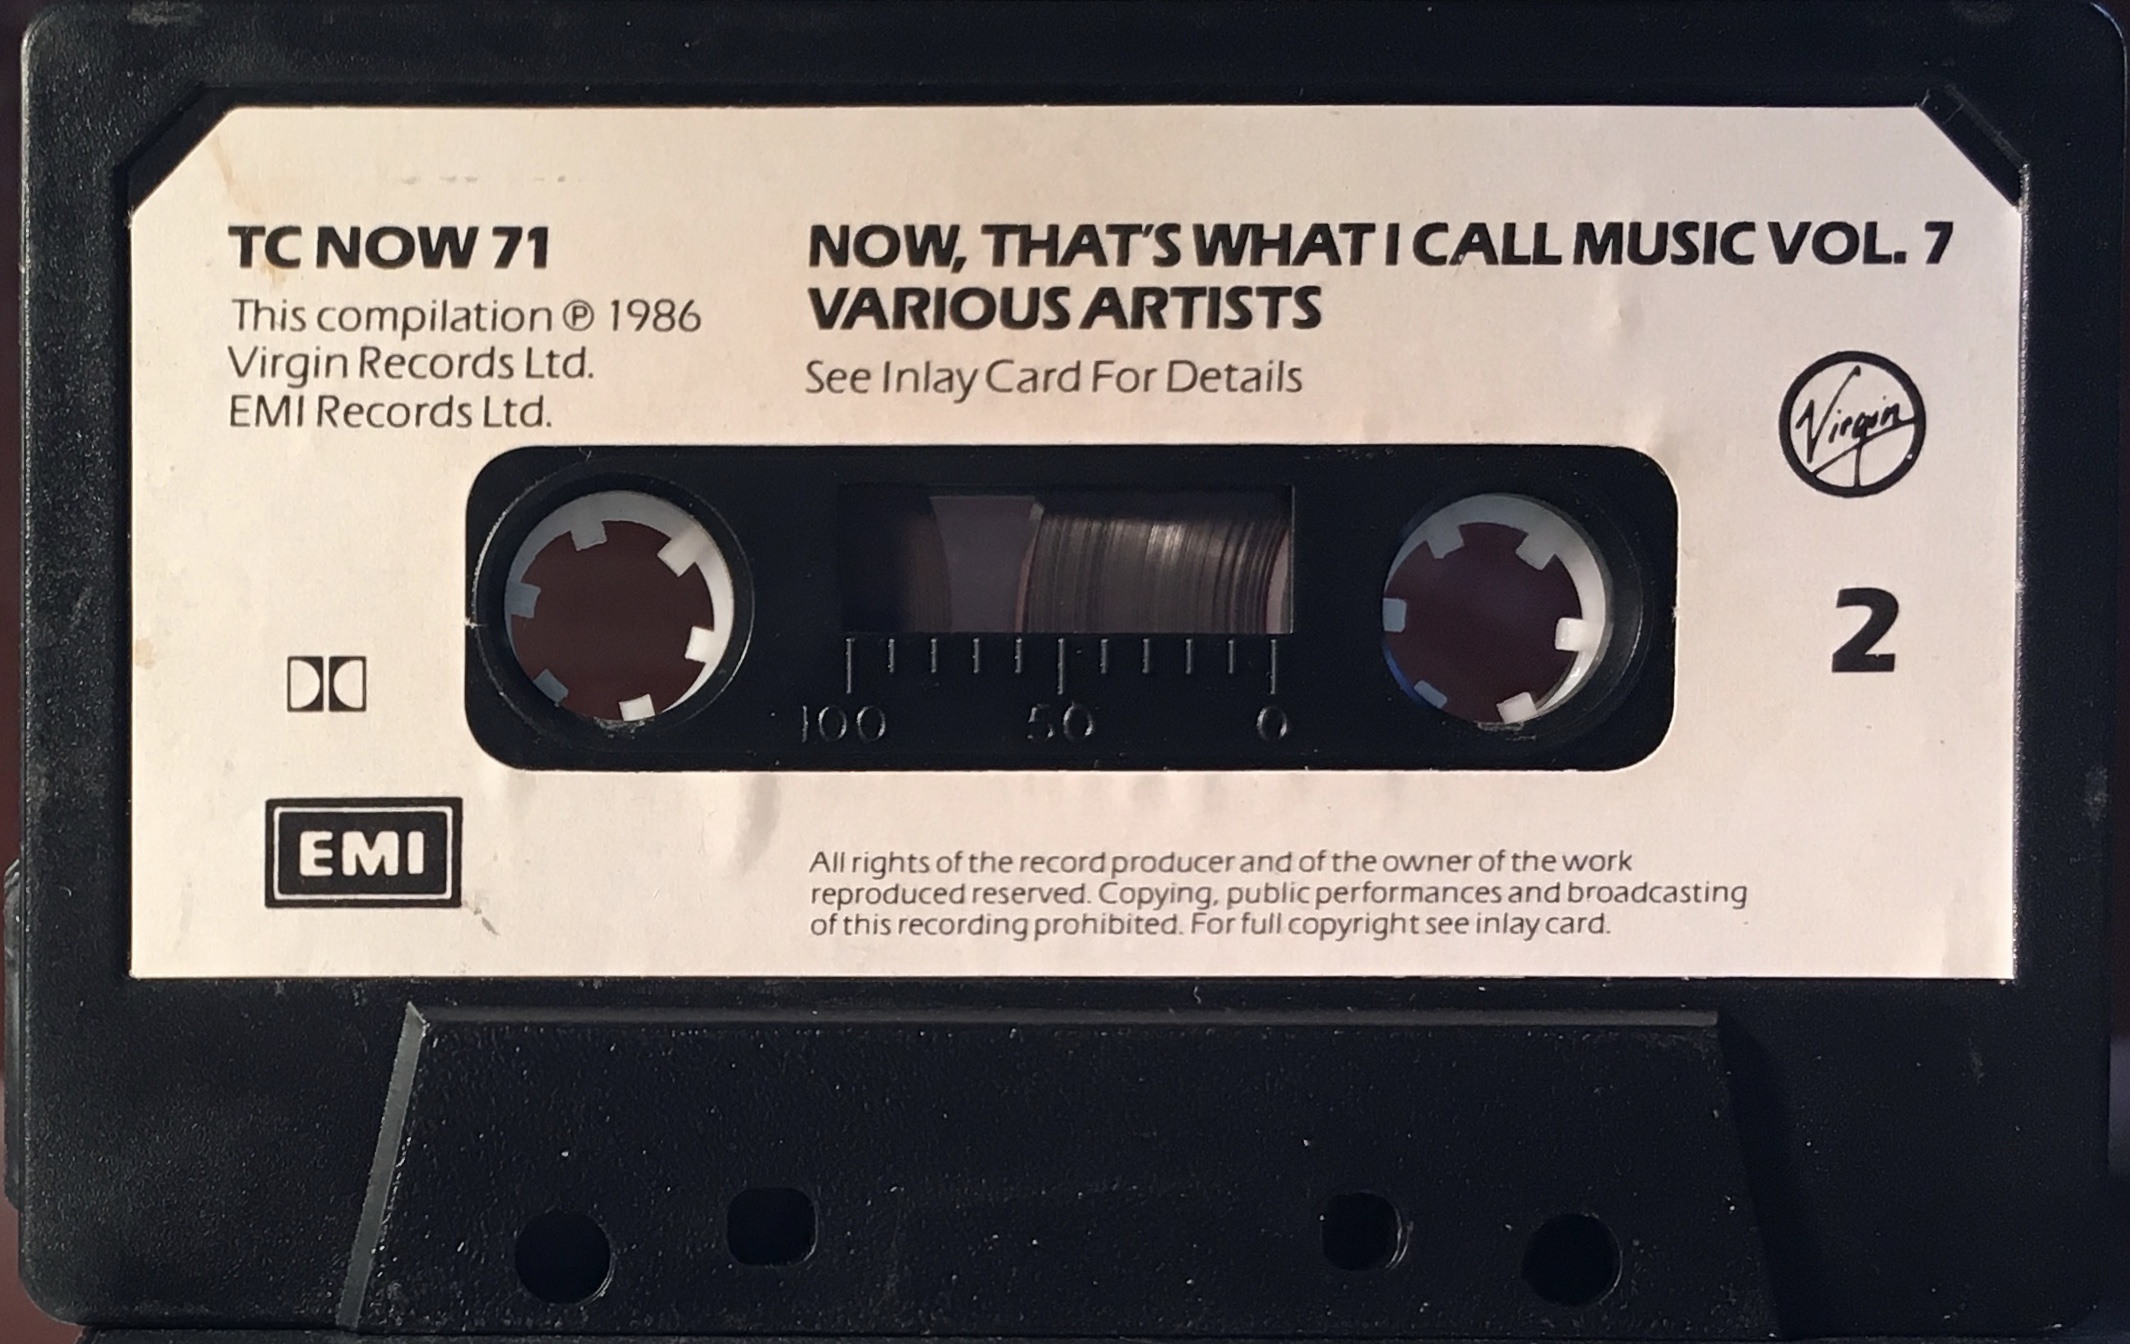 TC NOW 71
This compilation ℗ 1986
Virgin Records Ltd.
EMI Records Ltd.
NOW, THAT'S WHAT I CALL MUSIC VOL. 7
VARIOUS ARTISTS
See Inlay Card For Details
Virgin
2
100 50 0
EMI
All rights of the record producer and of the owner of the work
reproduced reserved. Copying, public performances and broadcasting
of this recording prohibited. For full copyright see inlay card.